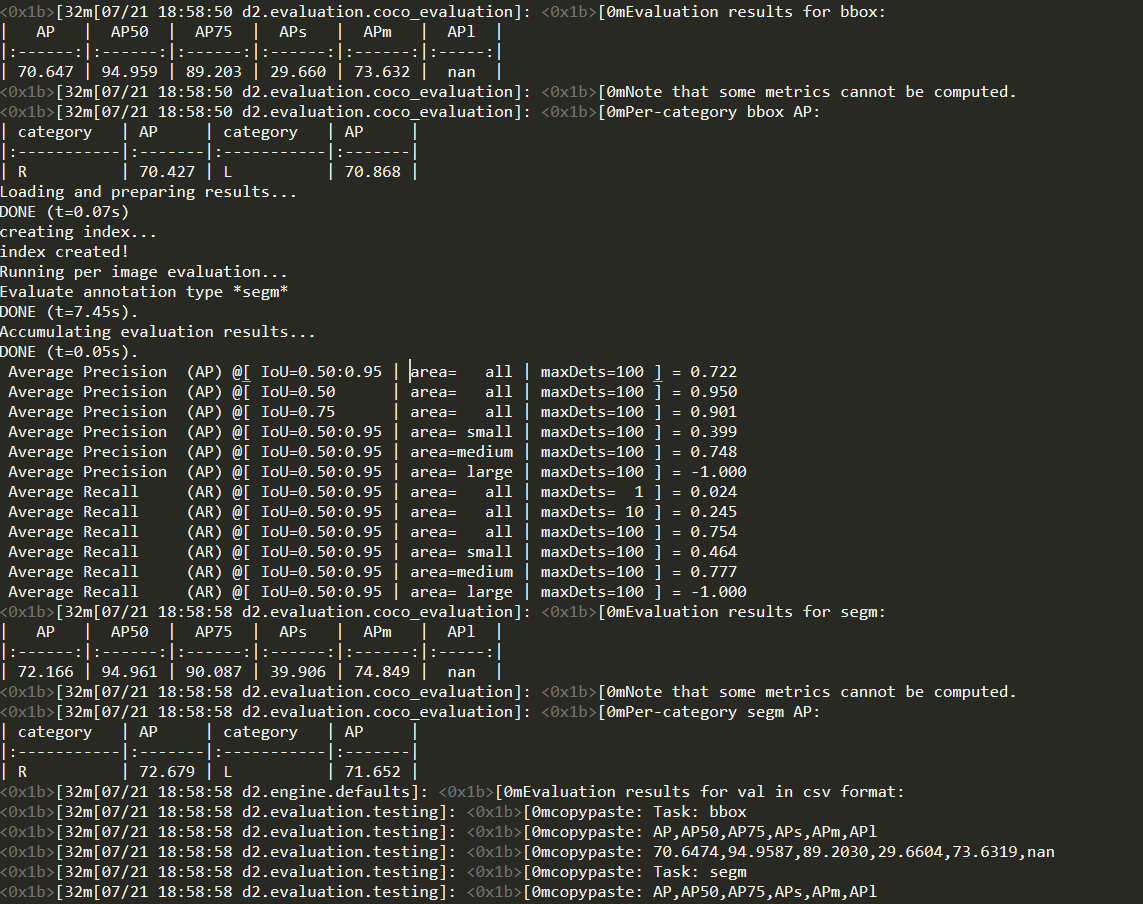 <0x1b>[32m[07/21 18:58:50 d2.evaluation.coco_evaluation]: <0x1b>[0mEvaluation results for bbox:
|   AP   |  AP50  |  AP75  |  APs   |  APm   |  APl  |
|:------:|:------:|:------:|:------:|:------:|:-----:|
| 70.647 | 94.959 | 89.203 | 29.660 | 73.632 |  nan  |
<0x1b>[32m[07/21 18:58:50 d2.evaluation.coco_evaluation]: <0x1b>[0mNote that some metrics cannot be computed.
<0x1b>[32m[07/21 18:58:50 d2.evaluation.coco_evaluation]: <0x1b>[0mPer-category bbox AP:
| category   | AP     | category   | AP     |
|:-----------|:-------|:-----------|:-------|
| R          | 70.427 | L          | 70.868 |
Loading and preparing results...
DONE (t=0.07s)
creating index...
index created!
Running per image evaluation...
Evaluate annotation type *segm*
DONE (t=7.45s).
Accumulating evaluation results...
DONE (t=0.05s).
 Average Precision  (AP) @[ IoU=0.50:0.95 | area=   all | maxDets=100 ] = 0.722
 Average Precision  (AP) @[ IoU=0.50      | area=   all | maxDets=100 ] = 0.950
 Average Precision  (AP) @[ IoU=0.75      | area=   all | maxDets=100 ] = 0.901
 Average Precision  (AP) @[ IoU=0.50:0.95 | area= small | maxDets=100 ] = 0.399
 Average Precision  (AP) @[ IoU=0.50:0.95 | area=medium | maxDets=100 ] = 0.748
 Average Precision  (AP) @[ IoU=0.50:0.95 | area= large | maxDets=100 ] = -1.000
 Average Recall     (AR) @[ IoU=0.50:0.95 | area=   all | maxDets=  1 ] = 0.024
 Average Recall     (AR) @[ IoU=0.50:0.95 | area=   all | maxDets= 10 ] = 0.245
 Average Recall     (AR) @[ IoU=0.50:0.95 | area=   all | maxDets=100 ] = 0.754
 Average Recall     (AR) @[ IoU=0.50:0.95 | area= small | maxDets=100 ] = 0.464
 Average Recall     (AR) @[ IoU=0.50:0.95 | area=medium | maxDets=100 ] = 0.777
 Average Recall     (AR) @[ IoU=0.50:0.95 | area= large | maxDets=100 ] = -1.000
<0x1b>[32m[07/21 18:58:58 d2.evaluation.coco_evaluation]: <0x1b>[0mEvaluation results for segm:
|   AP   |  AP50  |  AP75  |  APs   |  APm   |  APl  |
|:------:|:------:|:------:|:------:|:------:|:-----:|
| 72.166 | 94.961 | 90.087 | 39.906 | 74.849 |  nan  |
<0x1b>[32m[07/21 18:58:58 d2.evaluation.coco_evaluation]: <0x1b>[0mNote that some metrics cannot be computed.
<0x1b>[32m[07/21 18:58:58 d2.evaluation.coco_evaluation]: <0x1b>[0mPer-category segm AP:
| category   | AP     | category   | AP     |
|:-----------|:-------|:-----------|:-------|
| R          | 72.679 | L          | 71.652 |
<0x1b>[32m[07/21 18:58:58 d2.engine.defaults]: <0x1b>[0mEvaluation results for val in csv format:
<0x1b>[32m[07/21 18:58:58 d2.evaluation.testing]: <0x1b>[0mcopypaste: Task: bbox
<0x1b>[32m[07/21 18:58:58 d2.evaluation.testing]: <0x1b>[0mcopypaste: AP,AP50,AP75,APs,APm,APl
<0x1b>[32m[07/21 18:58:58 d2.evaluation.testing]: <0x1b>[0mcopypaste: 70.6474,94.9587,89.2030,29.6604,73.6319,nan
<0x1b>[32m[07/21 18:58:58 d2.evaluation.testing]: <0x1b>[0mcopypaste: Task: segm
<0x1b>[32m[07/21 18:58:58 d2.evaluation.testing]: <0x1b>[0mcopypaste: AP,AP50,AP75,APs,APm,APl